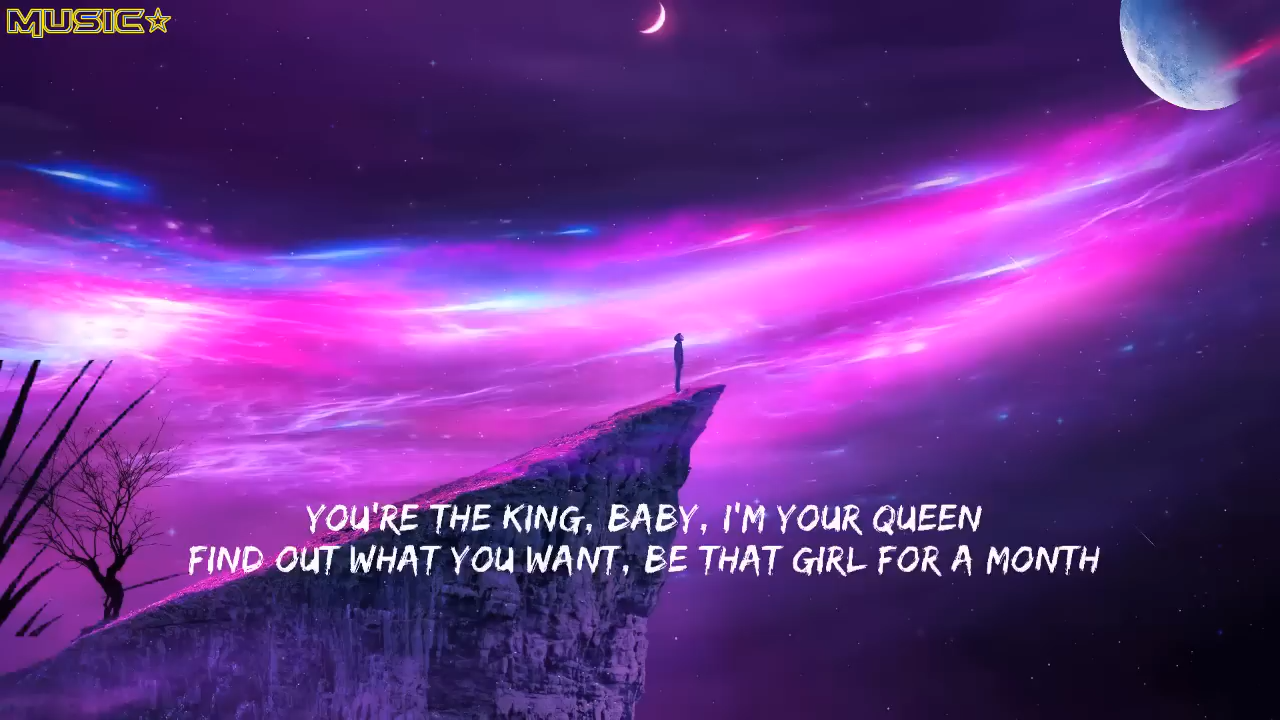 MUSIC☆
YOU'RE THE KING, BABY, I'M YOUR QUEEN
FIND OUT WHAT YOU WANT, BE THAT GIRL FOR A MONTH